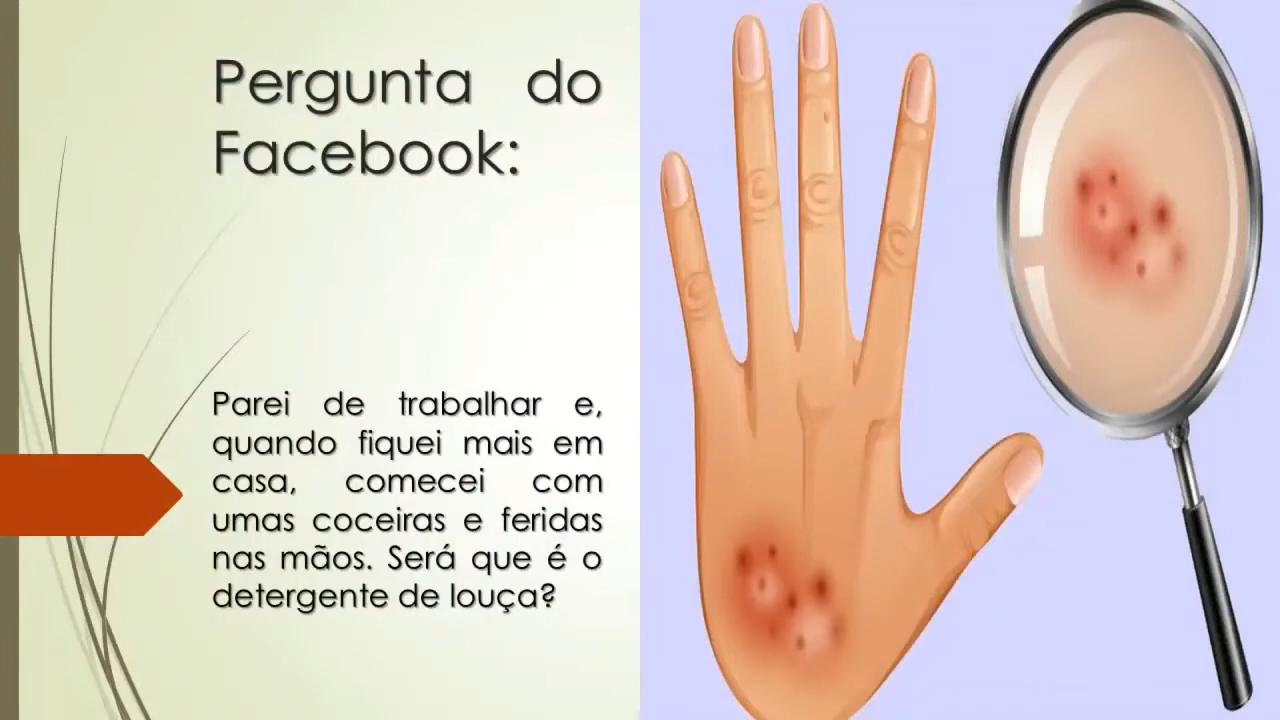 Pergunta do
Facebook:
Parei de trabalhar e,
quando fiquei mais em
casa, comecei com
umas coceiras e feridas
nas mãos. Será que é o
detergente de louça?